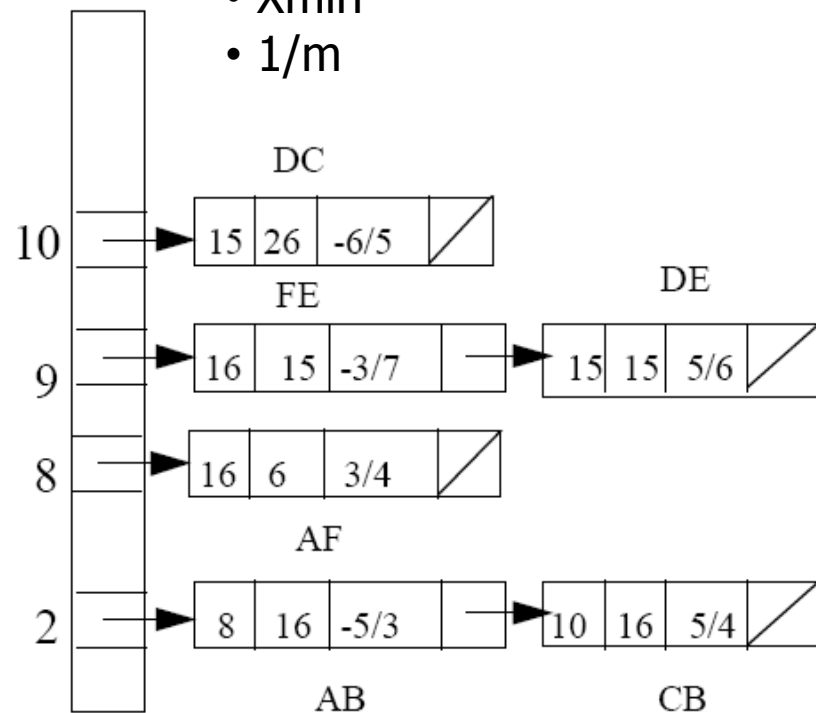 • Xmin
• 1/m
DC
10 15 26 -6/5
FE DE
9 16 15 -3/7 15 15 5/6
8 16 6 3/4
AF
2 8 16 -5/3 10 16 5/4
AB CB